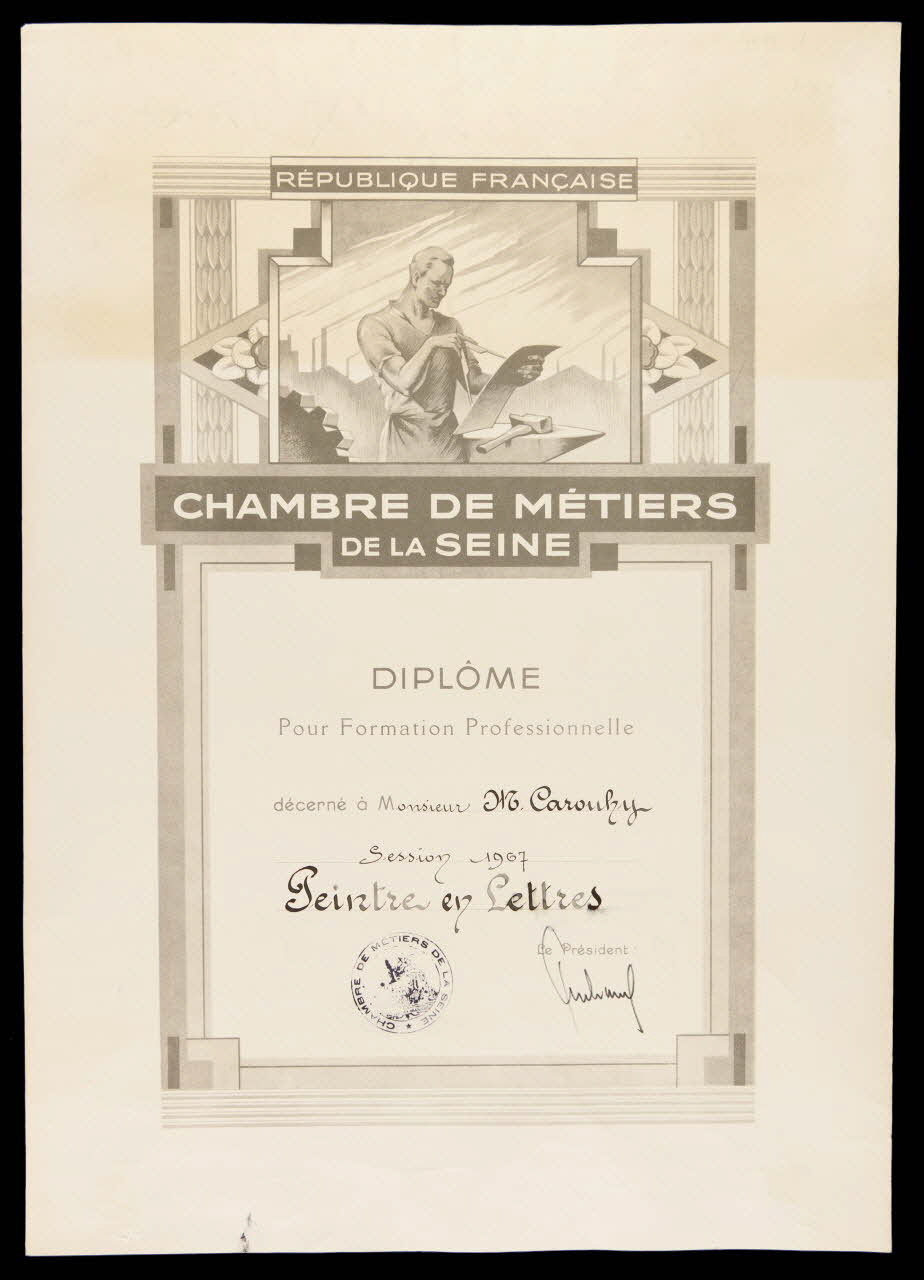 RÉPUBLIQUE FRANÇAISE
CHAMBRE DE MÉTIERS
DE LA SEINE
DIPLÔME
Pour Formation Professionnelle
décerné à Monsieur M. Carouhy
Session 1967
Peintre en Lettres
CHAMBRE DE MÉTIERS DE LA SEINE
Le Président